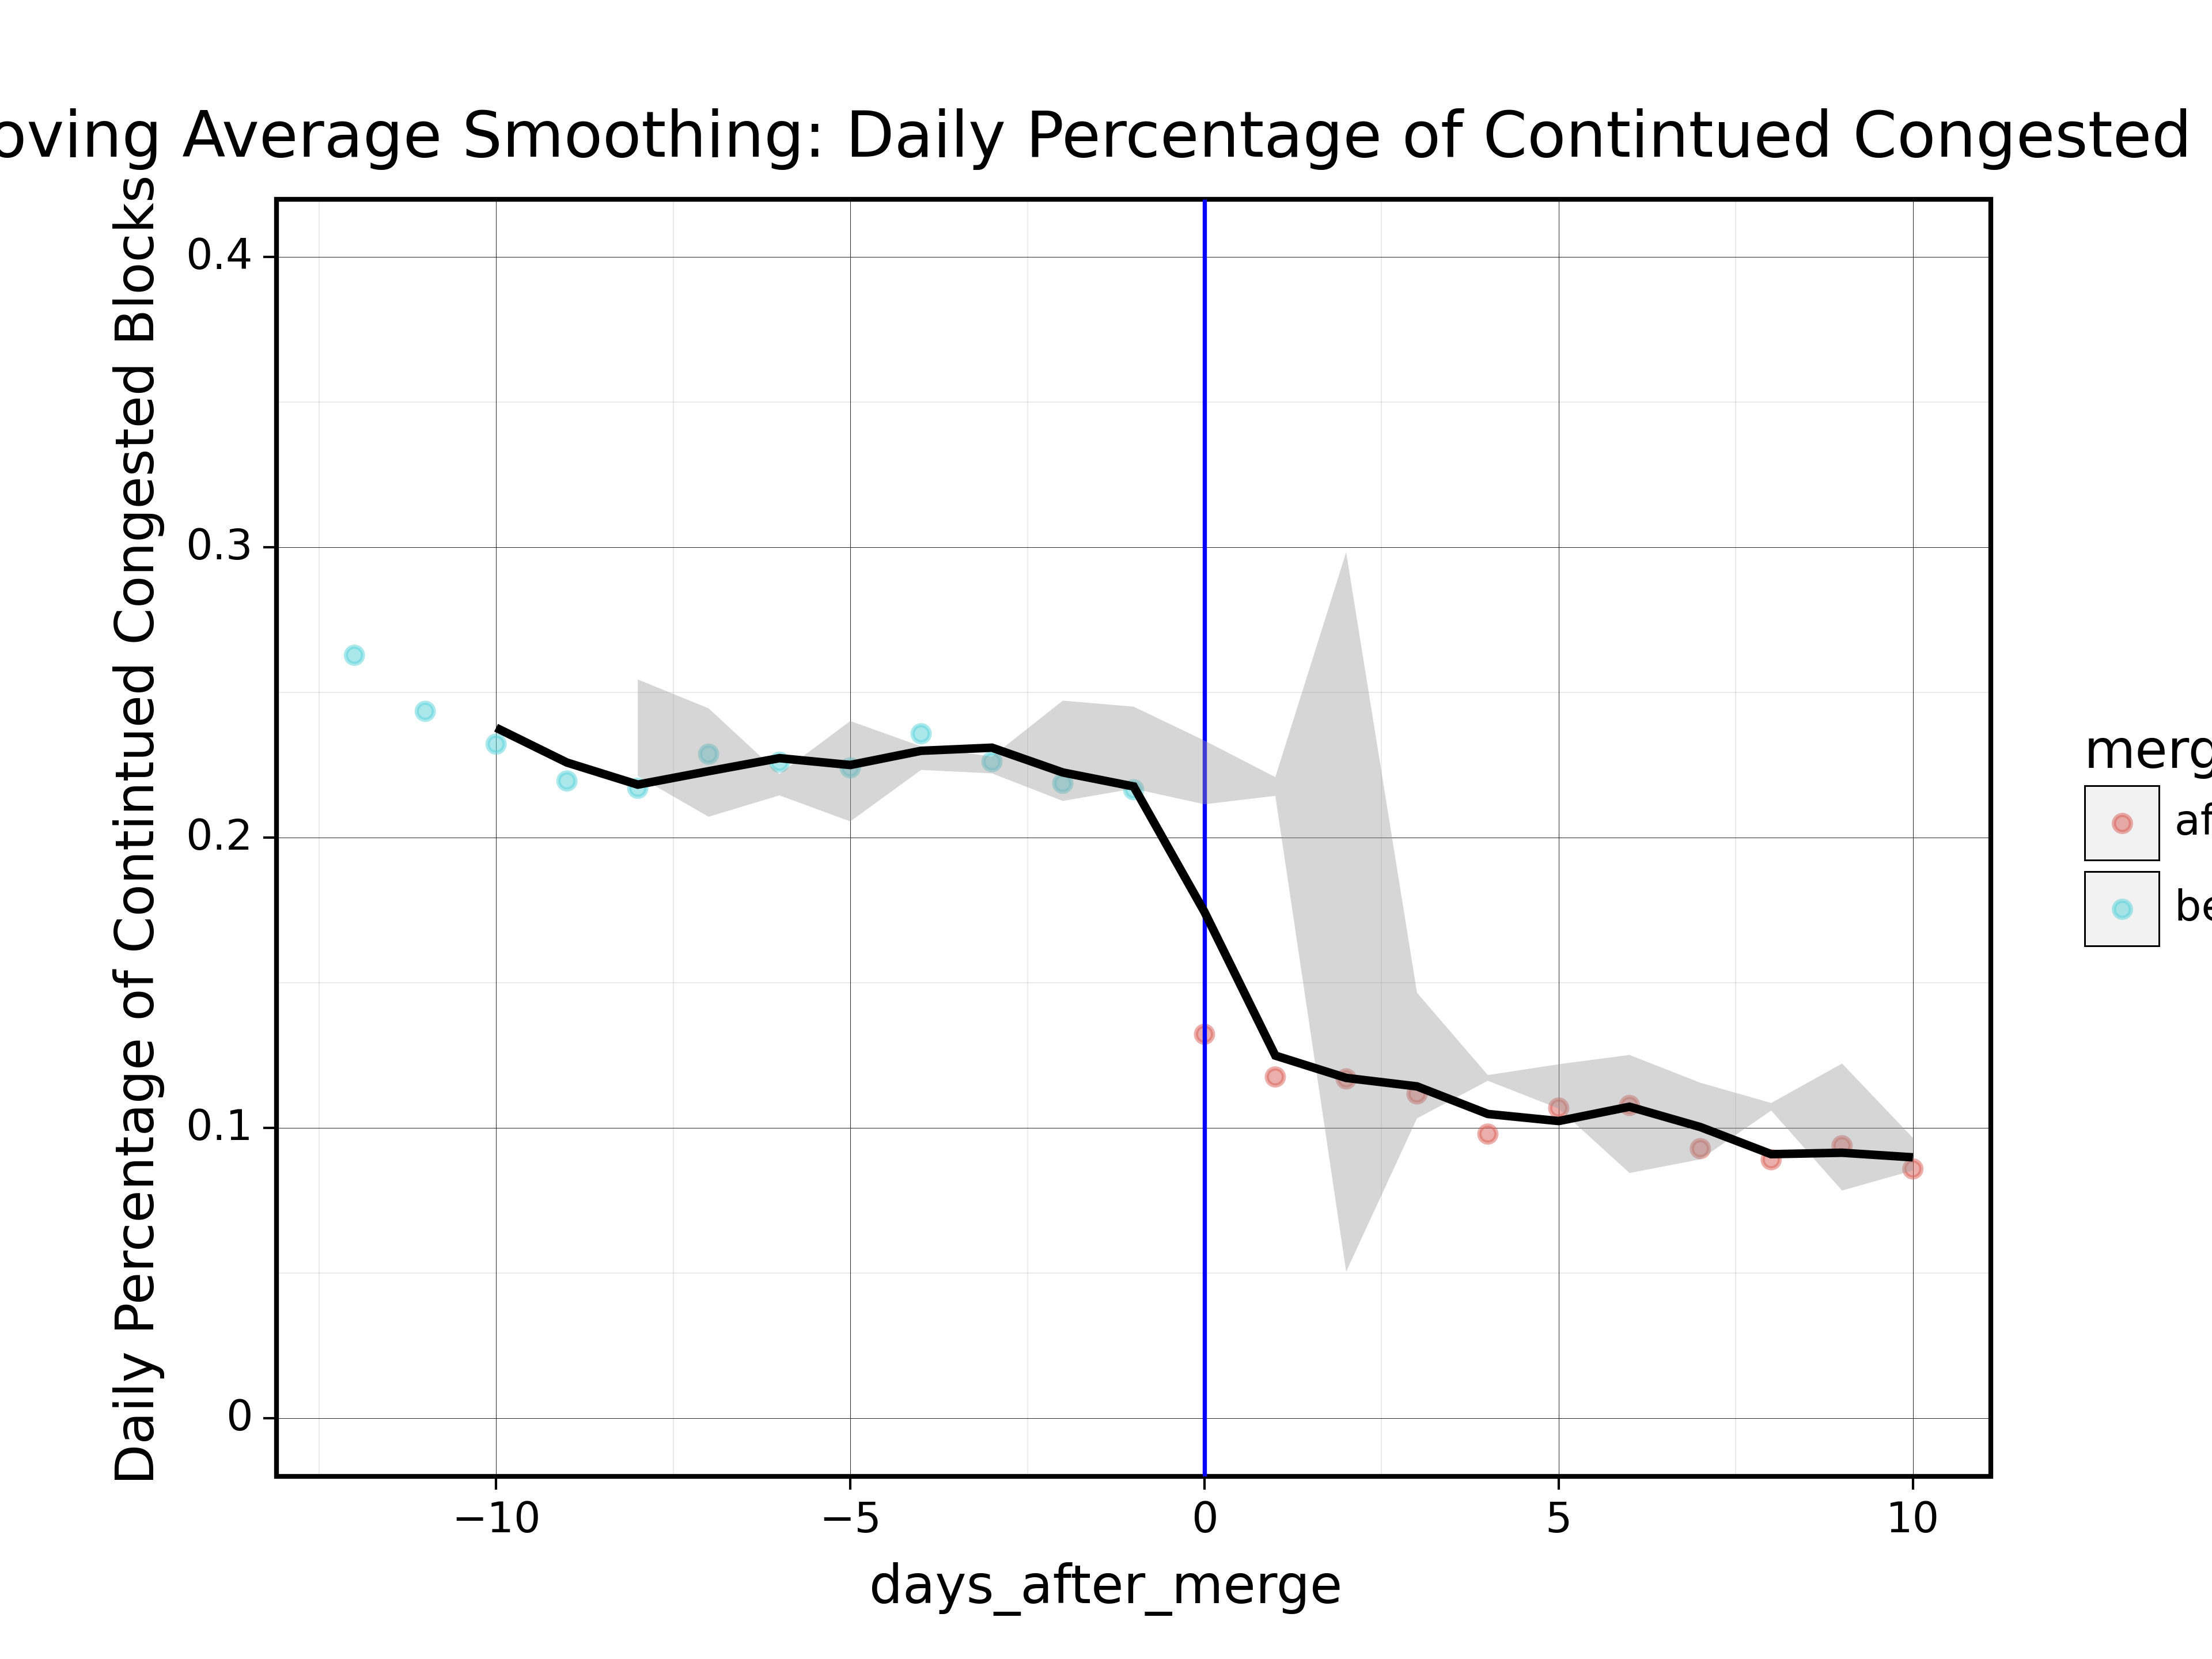 oving Average Smoothing: Daily Percentage of Contintued Congested
Daily Percentage of Contintued Congested Blocks
0.4
0.3
0.2
0.1
0
−10
−5
0
5
10
days_after_merge
merg
af
be